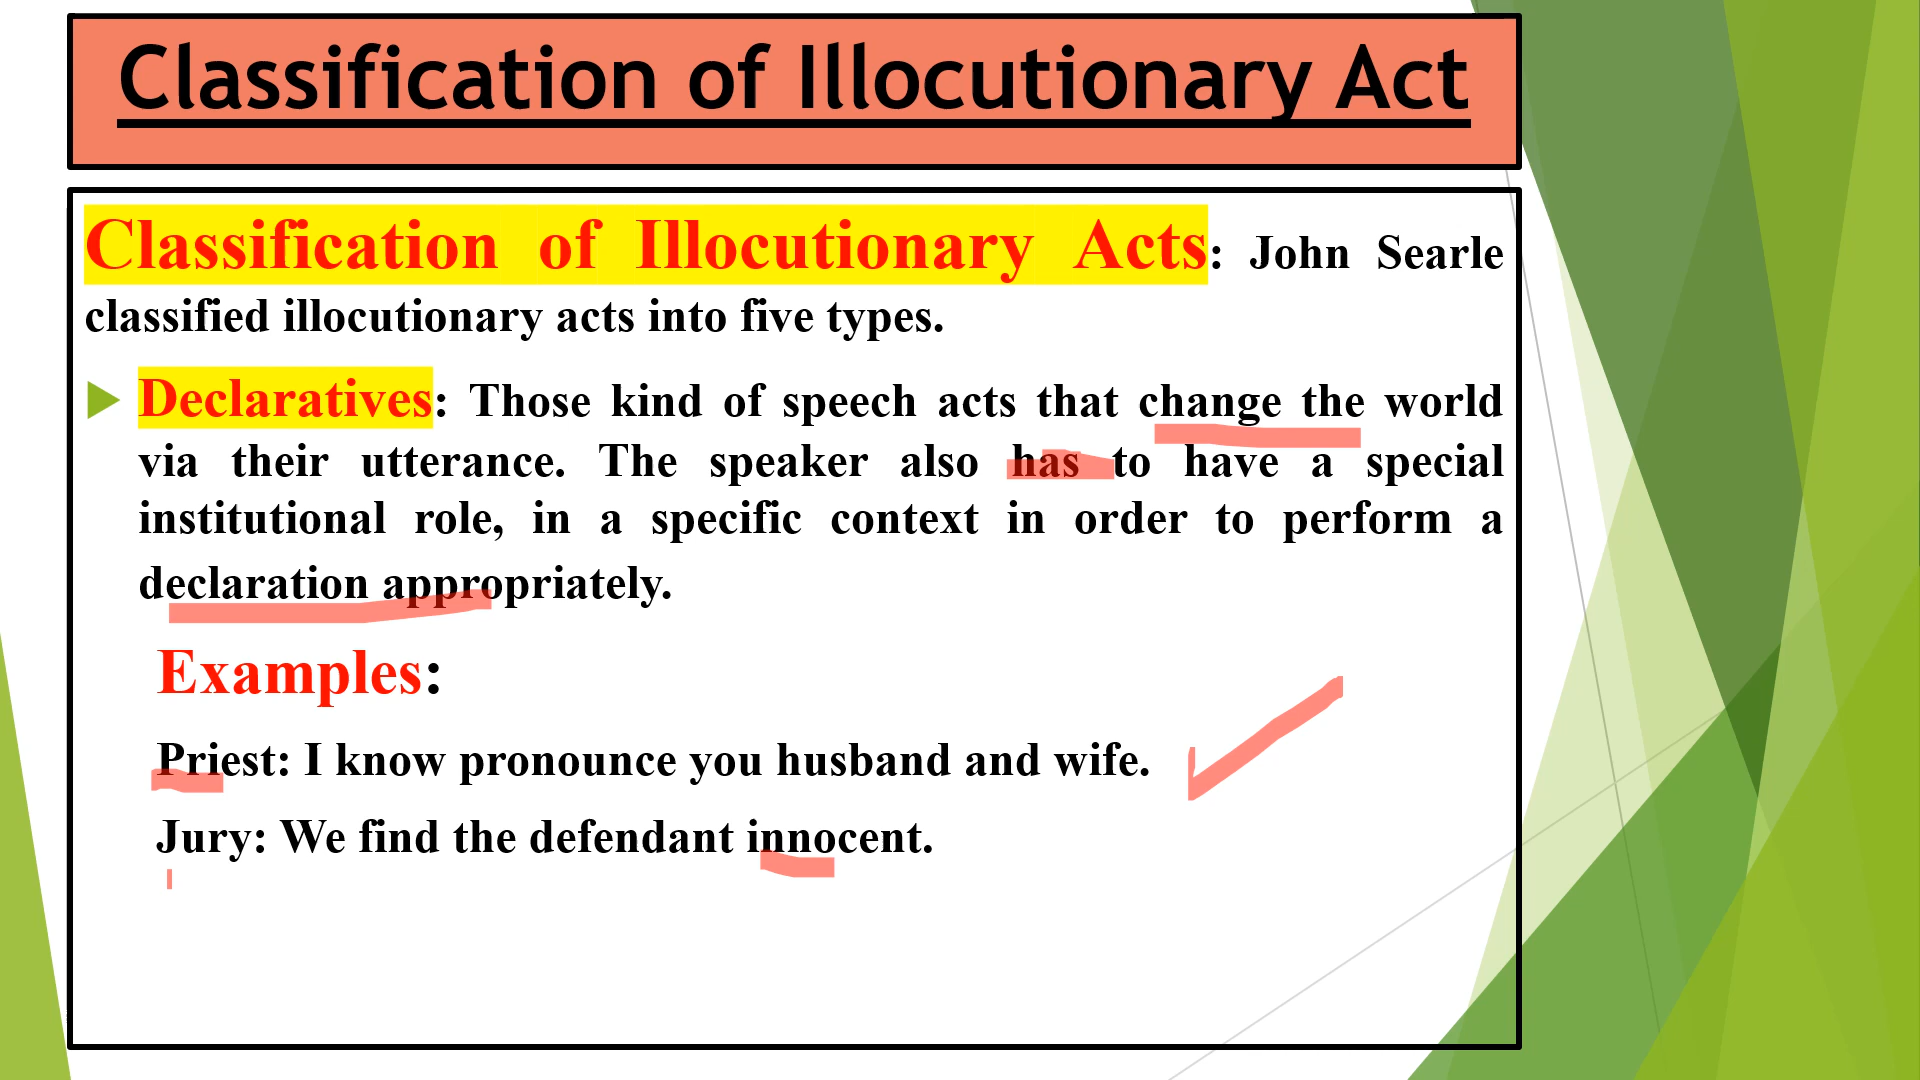 Classification of Illocutionary Act
Classification of Illocutionary Acts: John Searle
classified illocutionary acts into five types.
Declaratives: Those kind of speech acts that change the world
via their utterance. The speaker also has to have a special
institutional role, in a specific context in order to perform a
declaration appropriately.
Examples:
Priest: I know pronounce you husband and wife.
Jury: We find the defendant innocent.